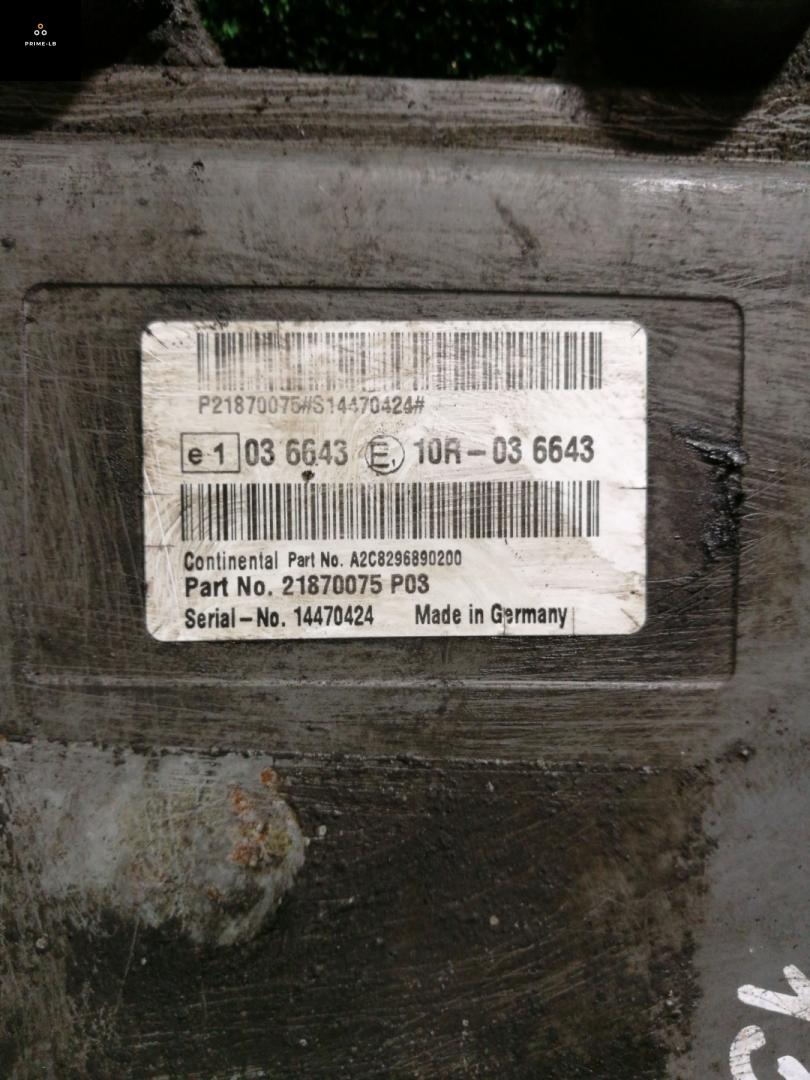 PRIME-LB
P21870075#S14470424#
e 1 03 6643 E1 10R-03 6643
Continental Part No. A2C8296890200
Part No. 21870075 P03
Serial-No. 14470424 Made in Germany